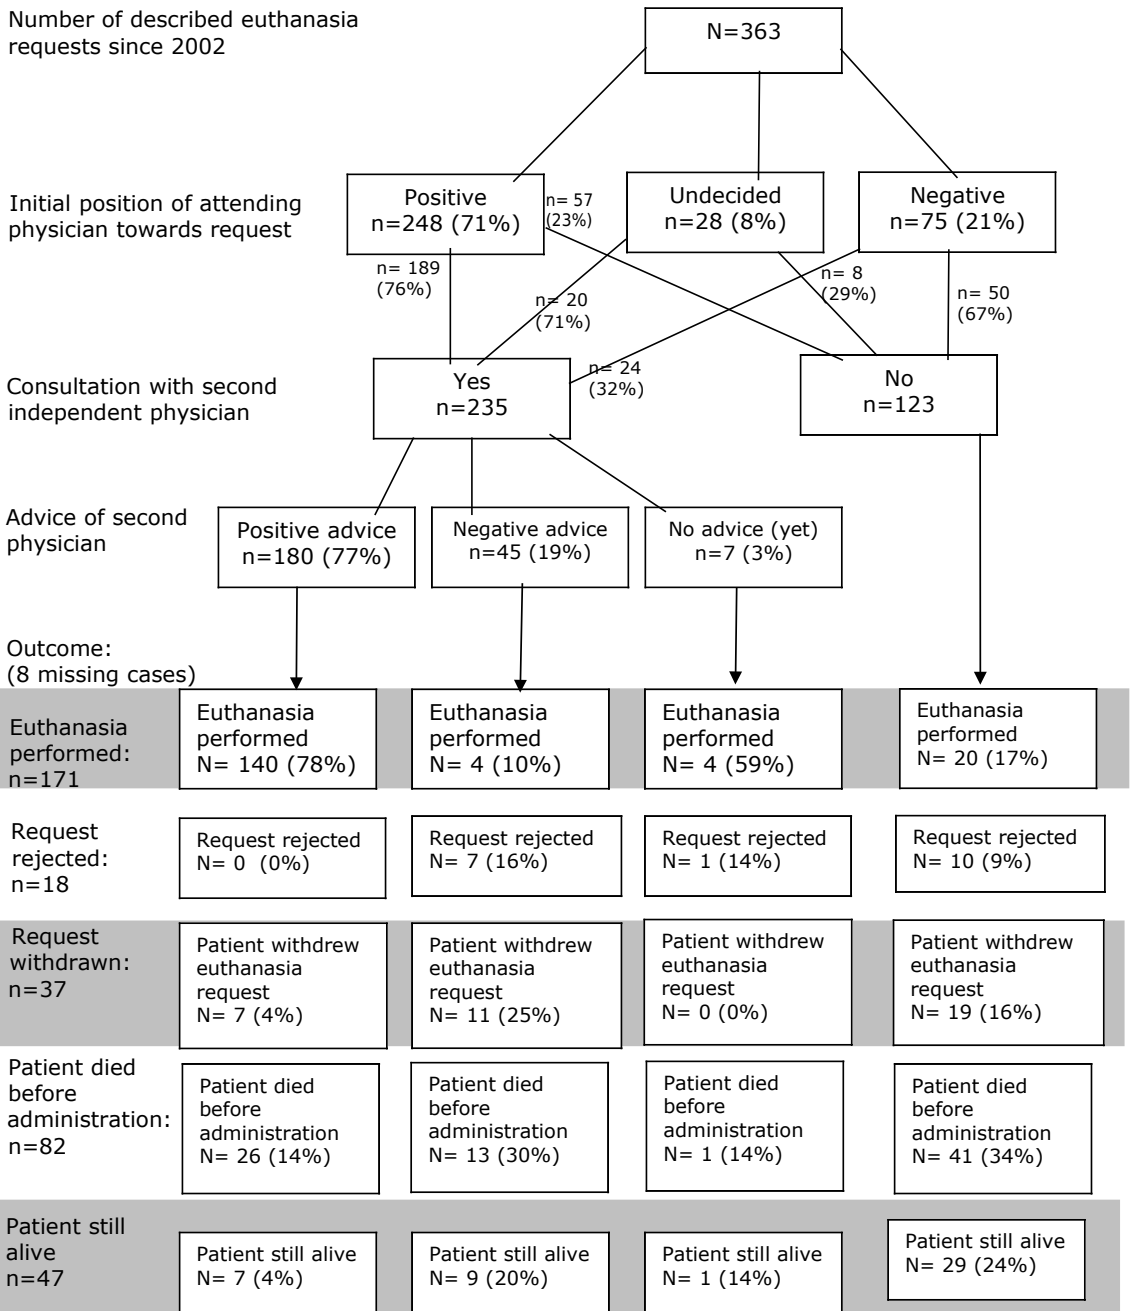 Number of described euthanasia
requests since 2002
N=363
Initial position of attending
physician towards request
Positive
n=248 (71%)
n= 57
(23%)
Undecided
n=28 (8%)
Negative
n=75 (21%)
n= 189
(76%)
n= 20
(71%)
n= 8
(29%)
n= 50
(67%)
n= 24
(32%)
Consultation with second
independent physician
Yes
n=235
No
n=123
Advice of second
physician
Positive advice
n=180 (77%)
Negative advice
n=45 (19%)
No advice (yet)
n=7 (3%)
Outcome:
(8 missing cases)
Euthanasia
performed:
n=171
Euthanasia
performed
N= 140 (78%)
Euthanasia
performed
N= 4 (10%)
Euthanasia
performed
N= 4 (59%)
Euthanasia
performed
N= 20 (17%)
Request
rejected:
n=18
Request rejected
N= 0 (0%)
Request rejected
N= 7 (16%)
Request rejected
N= 1 (14%)
Request rejected
N= 10 (9%)
Request
withdrawn:
n=37
Patient withdrew
euthanasia
request
N= 7 (4%)
Patient withdrew
euthanasia
request
N= 11 (25%)
Patient withdrew
euthanasia
request
N= 0 (0%)
Patient withdrew
euthanasia
request
N= 19 (16%)
Patient died
before
administration:
n=82
Patient died
before
administration
N= 26 (14%)
Patient died
before
administration
N= 13 (30%)
Patient died
before
administration
N= 1 (14%)
Patient died
before
administration
N= 41 (34%)
Patient still
alive
n=47
Patient still alive
N= 7 (4%)
Patient still alive
N= 9 (20%)
Patient still alive
N= 1 (14%)
Patient still alive
N= 29 (24%)